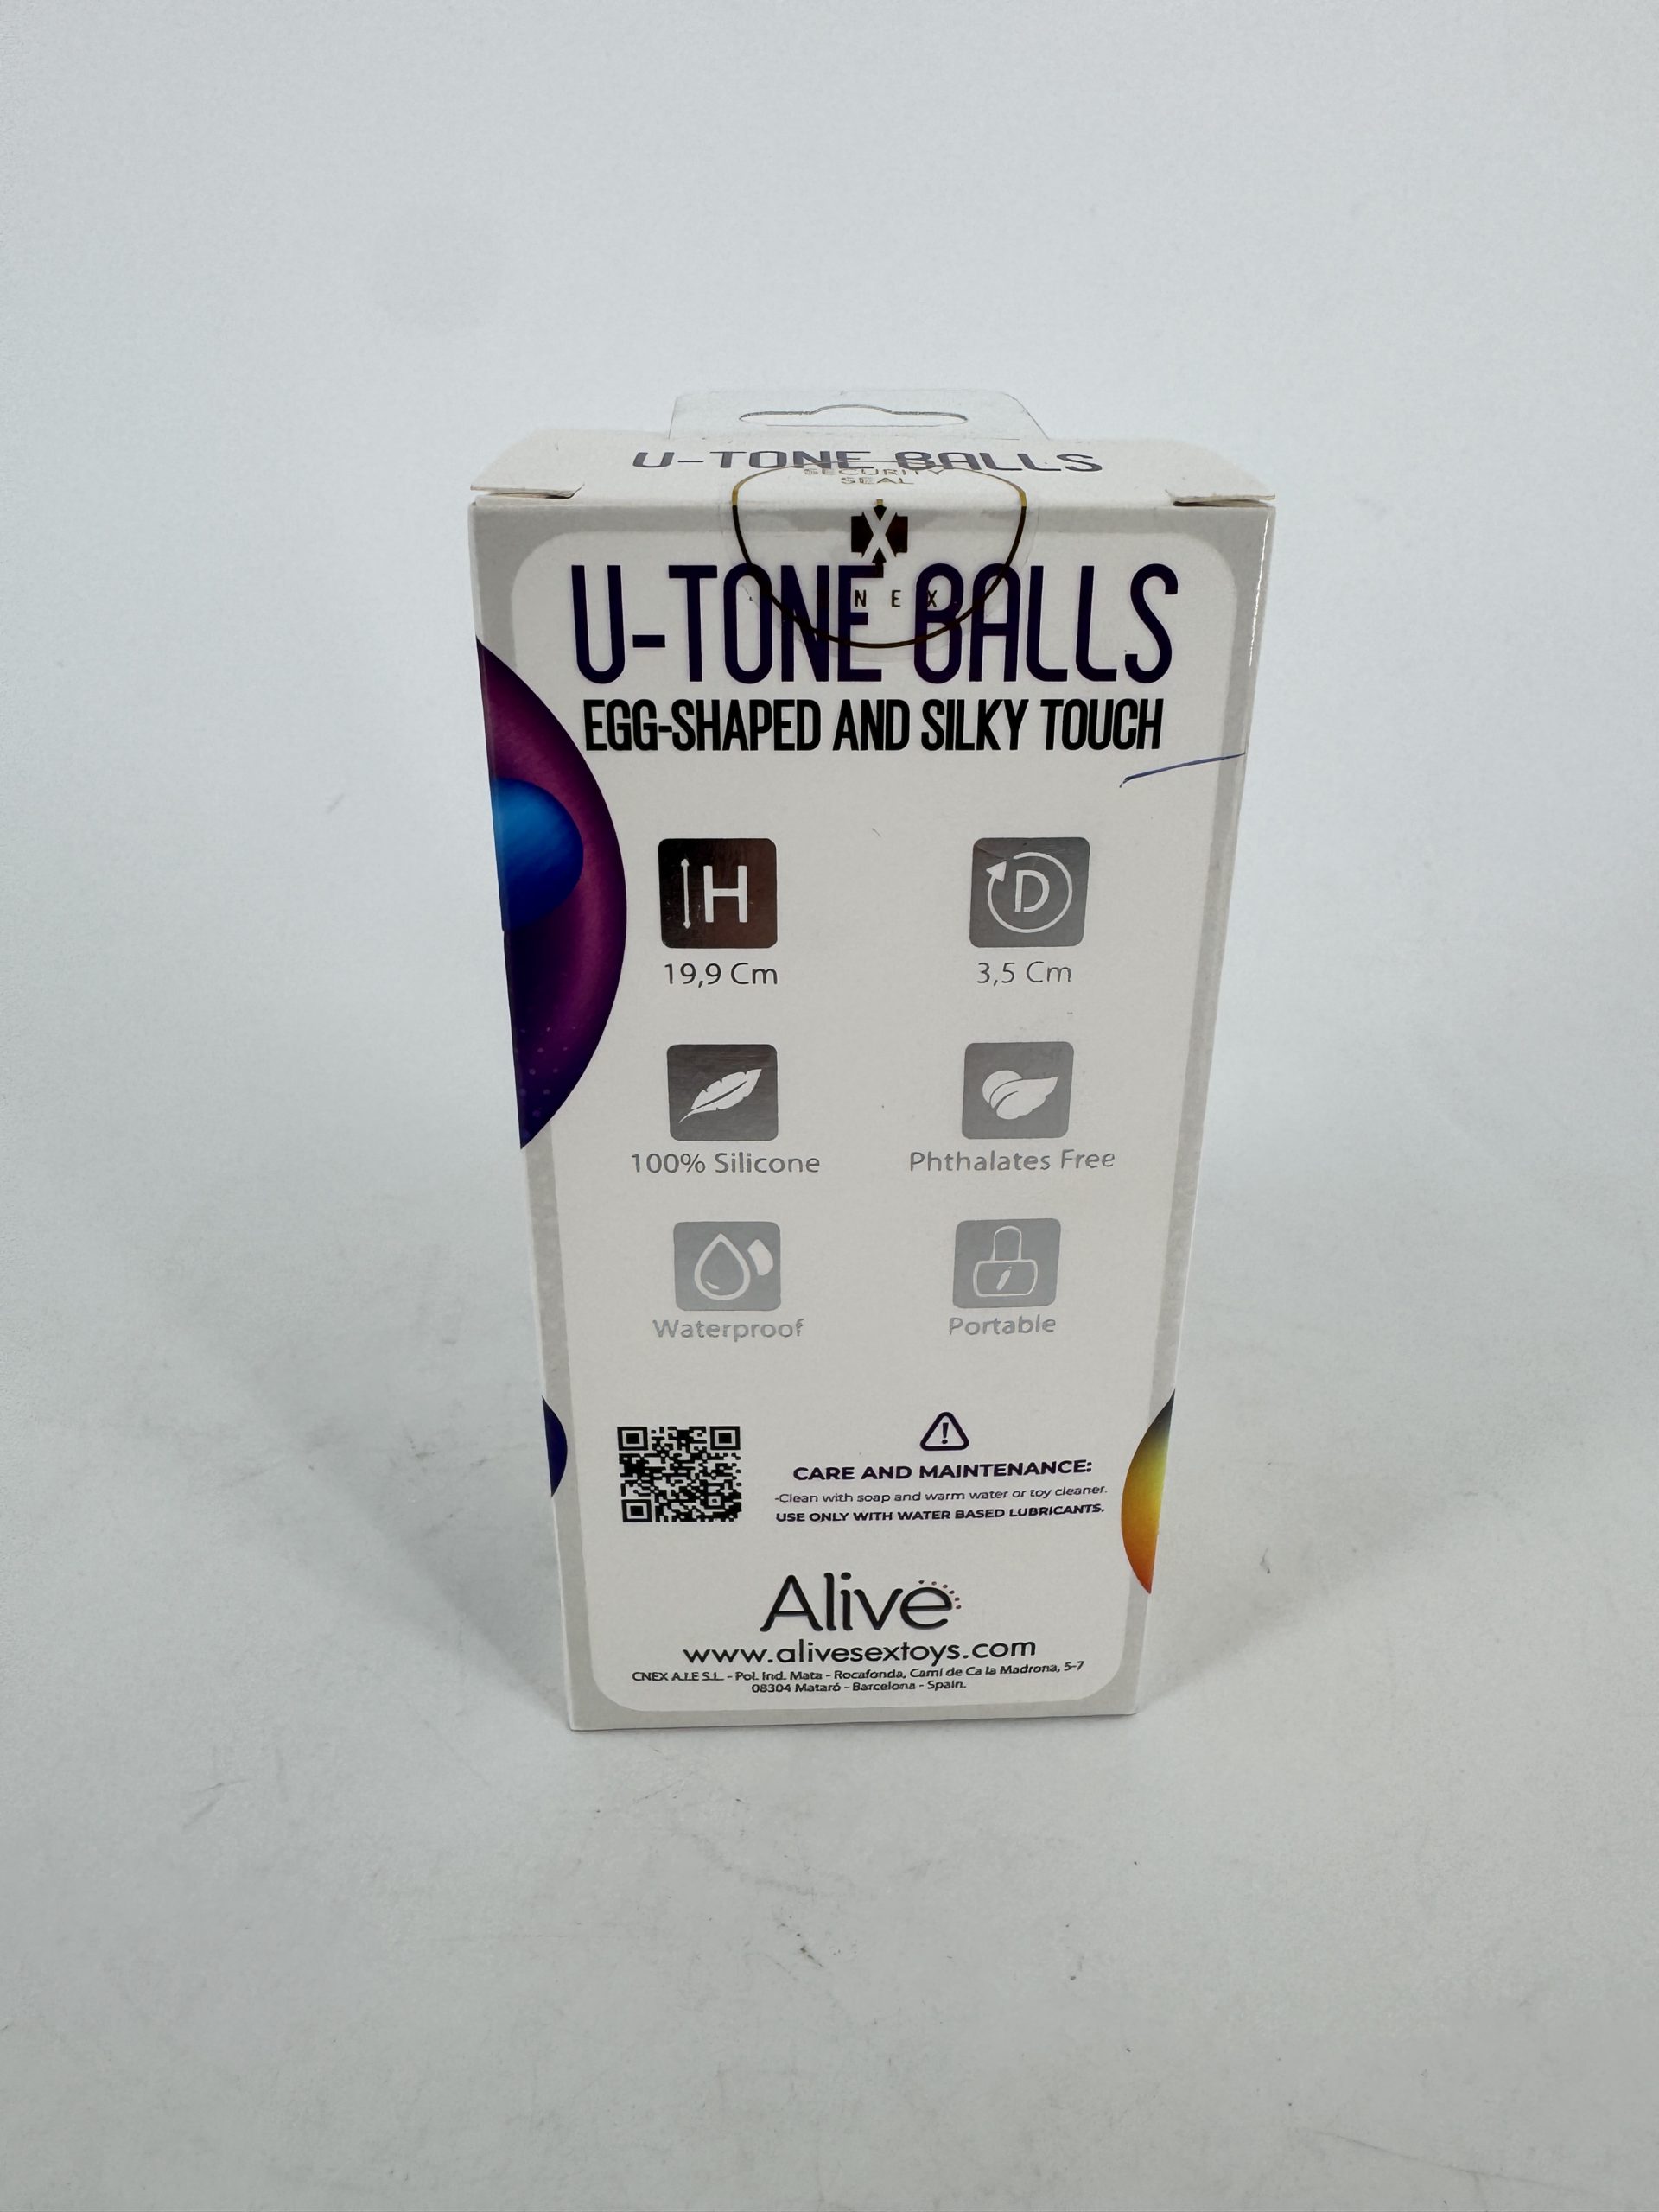 U-TONE BALLS
SECURITY
SEAL
X
NEX
U-TONE BALLS
EGG-SHAPED AND SILKY TOUCH
H
D
19,9 Cm
3,5 Cm
100% Silicone
Phthalates Free
Waterproof
Portable
CARE AND MAINTENANCE:
-Clean with soap and warm water or toy cleaner.
USE ONLY WITH WATER BASED LUBRICANTS.
Alive
www.alivesextoys.com
CNEX A.I.E S.L. - Pol. Ind. Mata - Rocafonda, Camí de Ca la Madrona, 5-7
08304 Mataró - Barcelona - Spain.